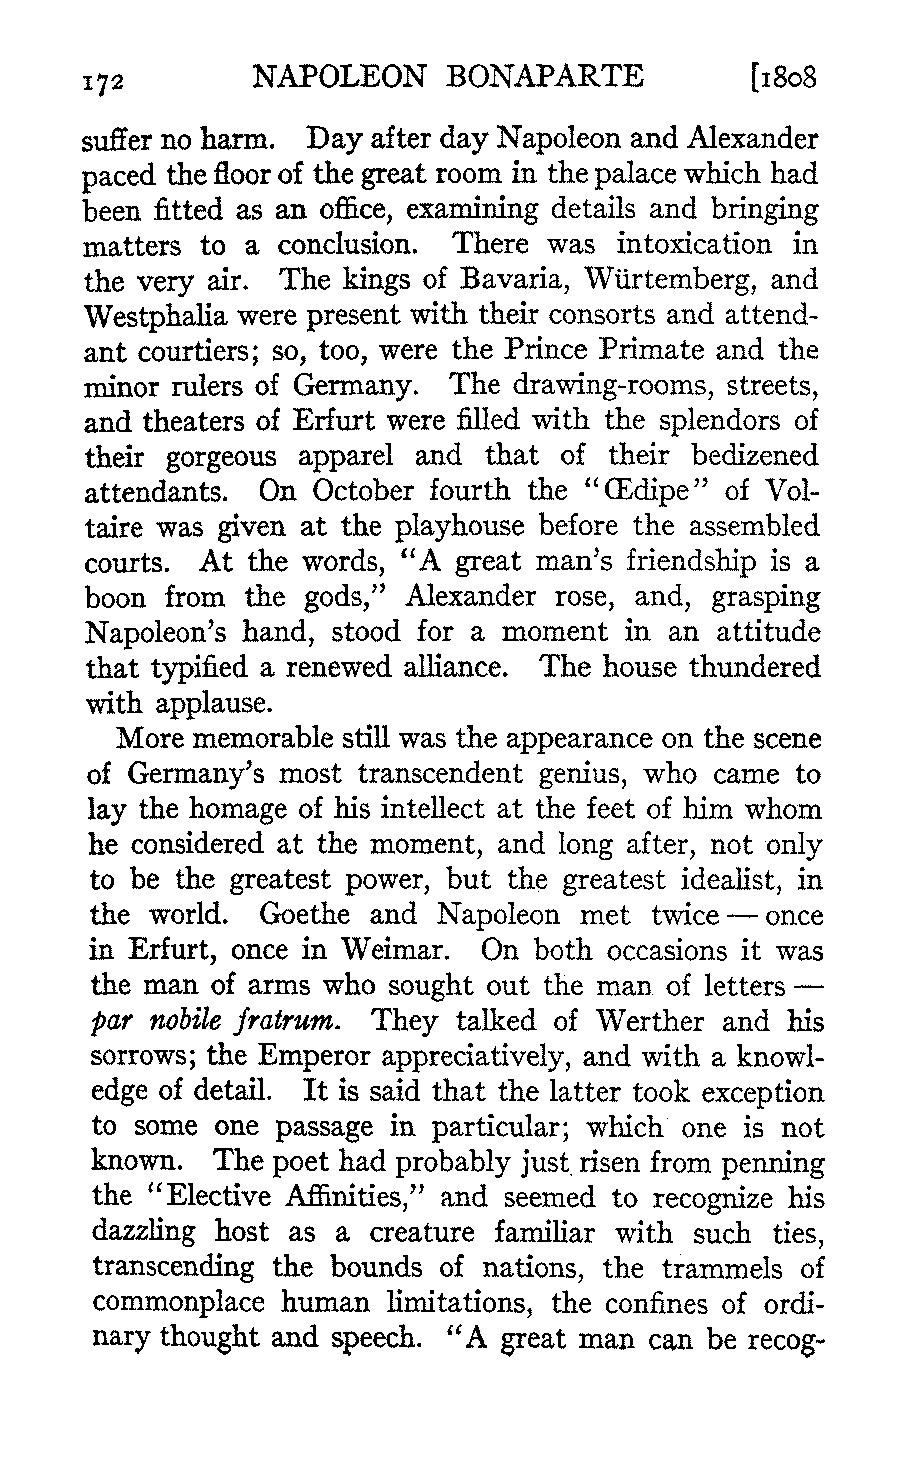 172 NAPOLEON BONAPARTE [1808
suffer no harm. Day after day Napoleon and Alexander
paced the floor of the great room in the palace which had
been fitted as an office, examining details and bringing
matters to a conclusion. There was intoxication in
the very air. The kings of Bavaria, Würtemberg, and
Westphalia were present with their consorts and attend-
ant courtiers; so, too, were the Prince Primate and the
minor rulers of Germany. The drawing-rooms, streets,
and theaters of Erfurt were filled with the splendors of
their gorgeous apparel and that of their bedizened
attendants. On October fourth the "Œdipe" of Vol-
taire was given at the playhouse before the assembled
courts. At the words, "A great man's friendship is a
boon from the gods," Alexander rose, and, grasping
Napoleon's hand, stood for a moment in an attitude
that typified a renewed alliance. The house thundered
with applause.
More memorable still was the appearance on the scene
of Germany's most transcendent genius, who came to
lay the homage of his intellect at the feet of him whom
he considered at the moment, and long after, not only
to be the greatest power, but the greatest idealist, in
the world. Goethe and Napoleon met twice — once
in Erfurt, once in Weimar. On both occasions it was
the man of arms who sought out the man of letters —
par nobile fratrum. They talked of Werther and his
sorrows; the Emperor appreciatively, and with a knowl-
edge of detail. It is said that the latter took exception
to some one passage in particular; which one is not
known. The poet had probably just risen from penning
the "Elective Affinities," and seemed to recognize his
dazzling host as a creature familiar with such ties,
transcending the bounds of nations, the trammels of
commonplace human limitations, the confines of ordi-
nary thought and speech. "A great man can be recog-